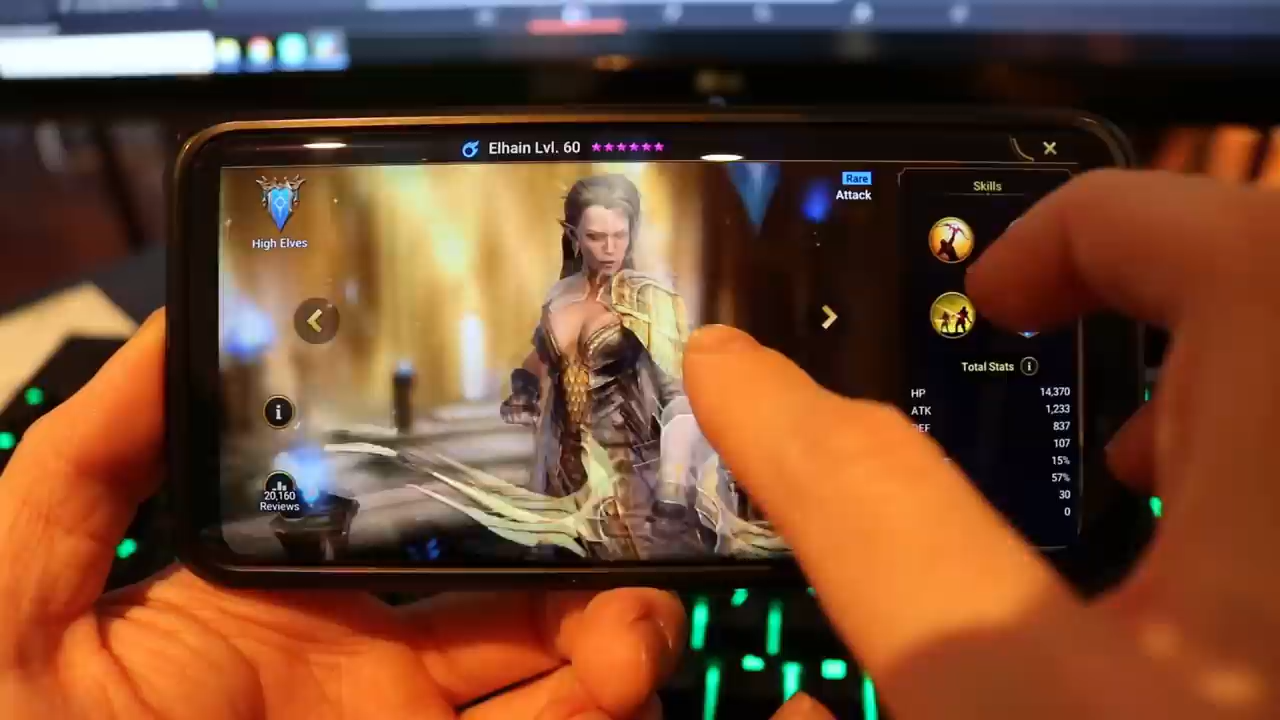 Elhain Lvl. 60
Rare
Attack
High Elves
Skills
Total Stats
HP 14,370
ATK 1,233
DEF 837
107
15%
57%
30
0
20,160
Reviews